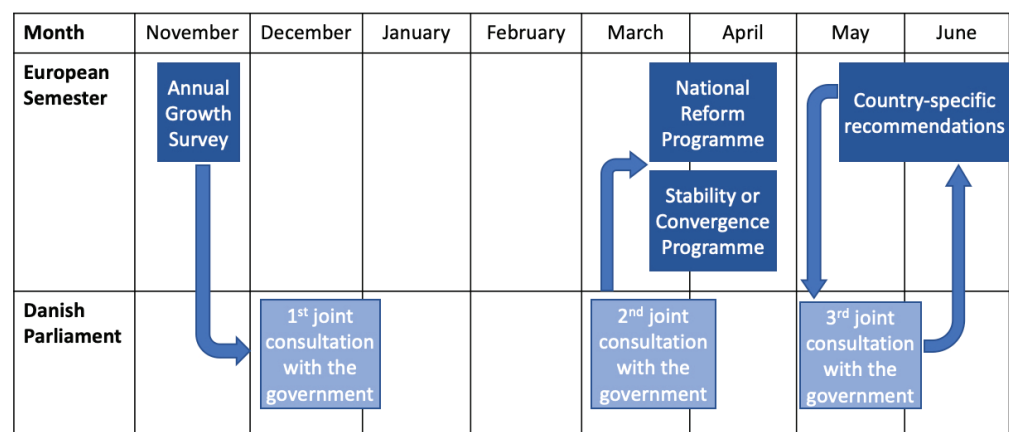 Month November December January February March April May June
European
Semester
Annual
Growth
Survey
National
Reform
Programme
Stability or
Convergence
Programme
Country-specific
recommendations
Danish
Parliament
1st joint
consultation
with the
government
2nd joint
consultation
with the
government
3rd joint
consultation
with the
government